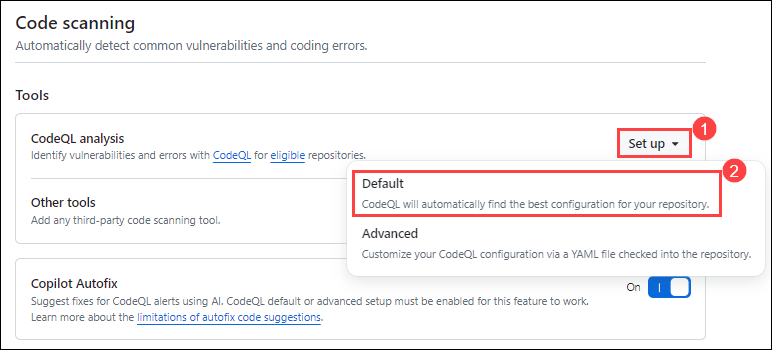 Code scanning
Automatically detect common vulnerabilities and coding errors.
Tools
CodeQL analysis
Identify vulnerabilities and errors with CodeQL for eligible repositories.
Set up
1
2
Default
CodeQL will automatically find the best configuration for your repository.
Other tools
Add any third-party code scanning tool.
Advanced
Customize your CodeQL configuration via a YAML file checked into the repository.
Copilot Autofix
Suggest fixes for CodeQL alerts using AI. CodeQL default or advanced setup must be enabled for this feature to work.
Learn more about the limitations of autofix code suggestions.
On